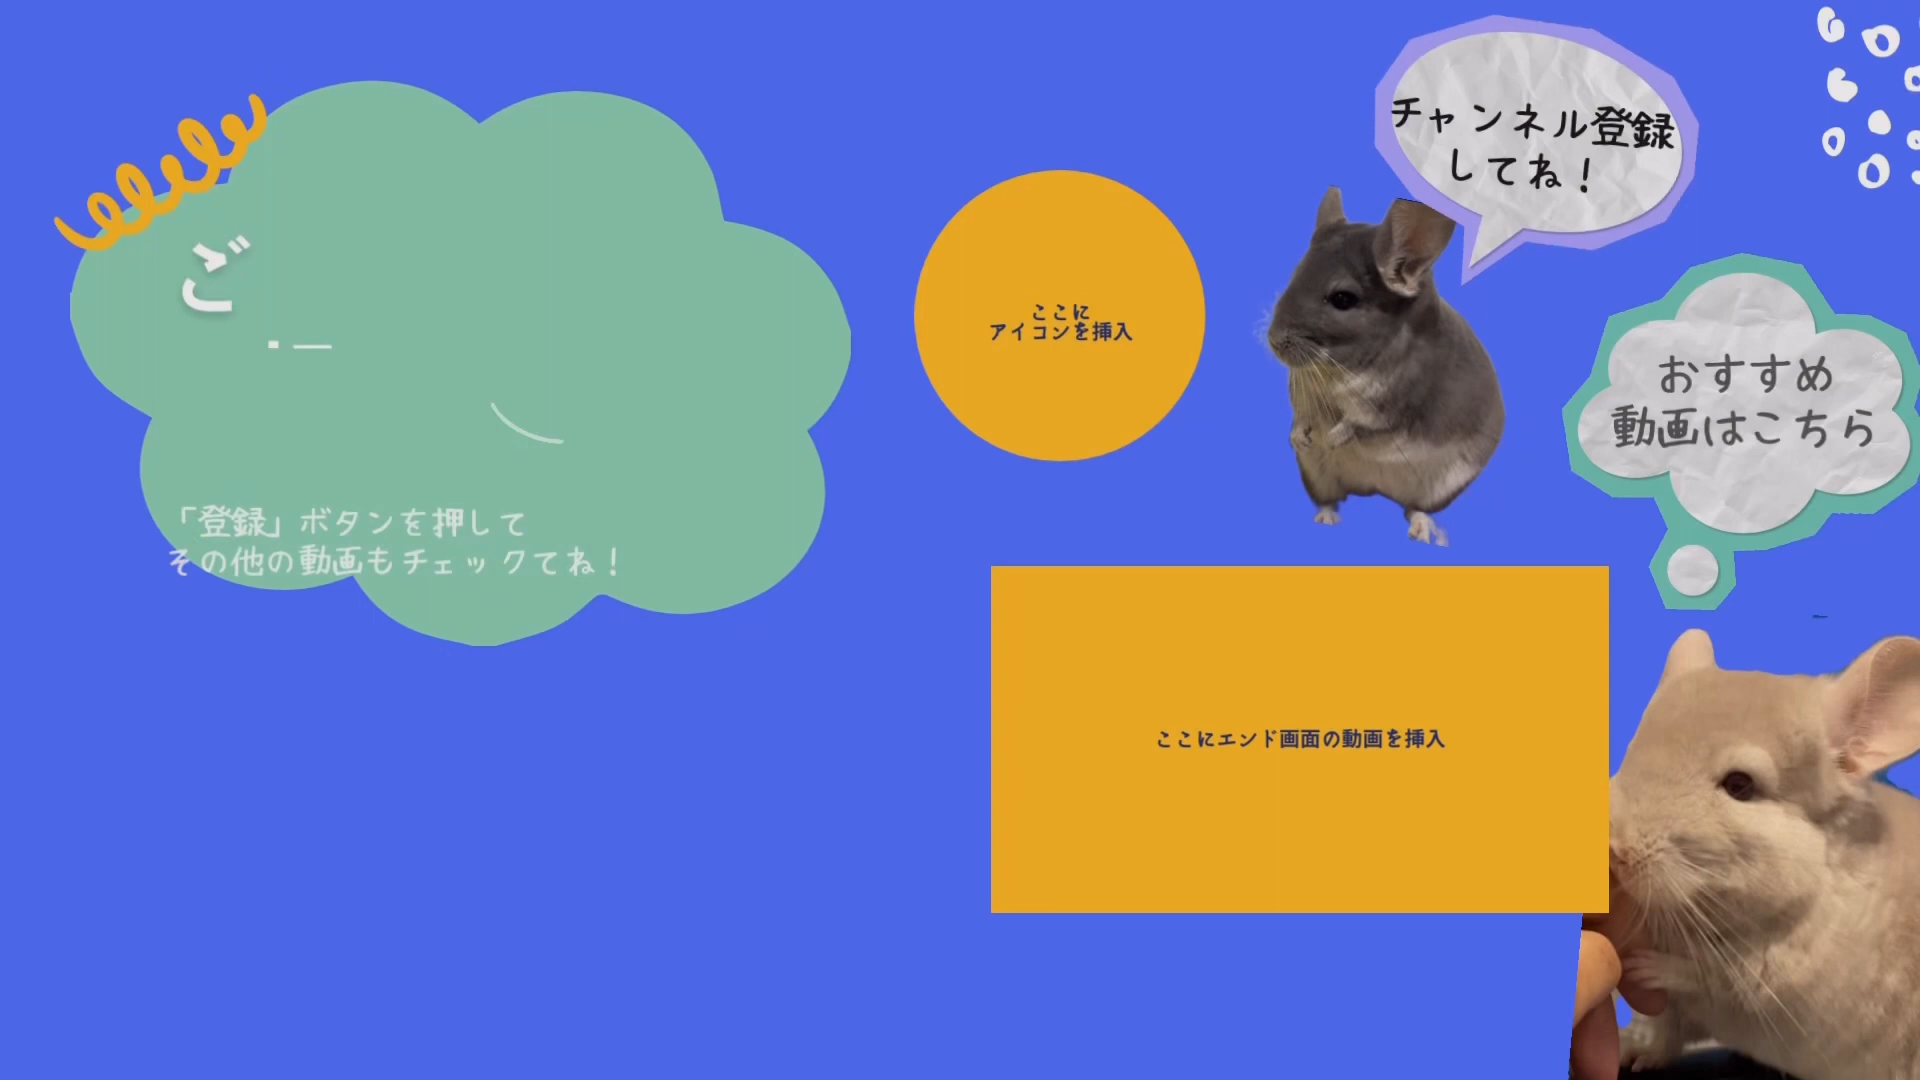 ご
「登録」ボタンを押して
その他の動画もチェックてね!
ここに
アイコンを挿入
チャンネル登録
してね!
おすすめ
動画はこちら
ここにエンド画面の動画を挿入